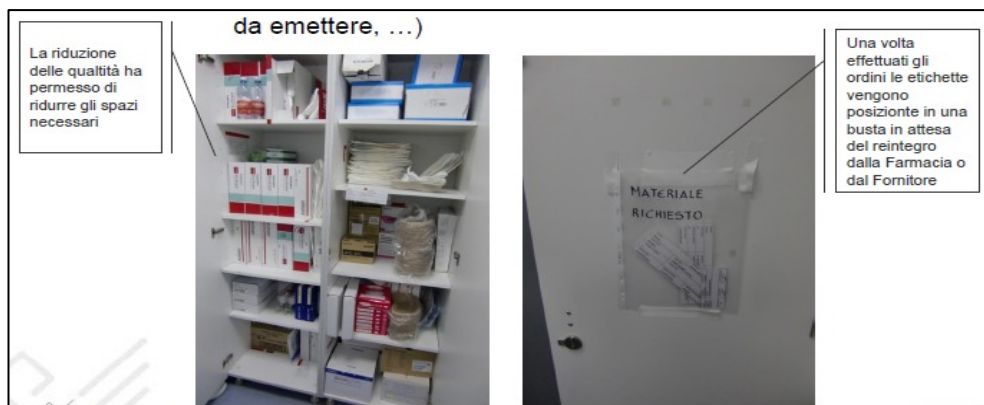 da emettere, …)
La riduzione
delle qualtità ha
permesso di
ridurre gli spazi
necessari
Una volta
effettuati gli
ordini le etichette
vengono
posizionte in una
busta in attesa
del reintegro
dalla Farmacia o
dal Fornitore
MATERIALE
RICHIESTO